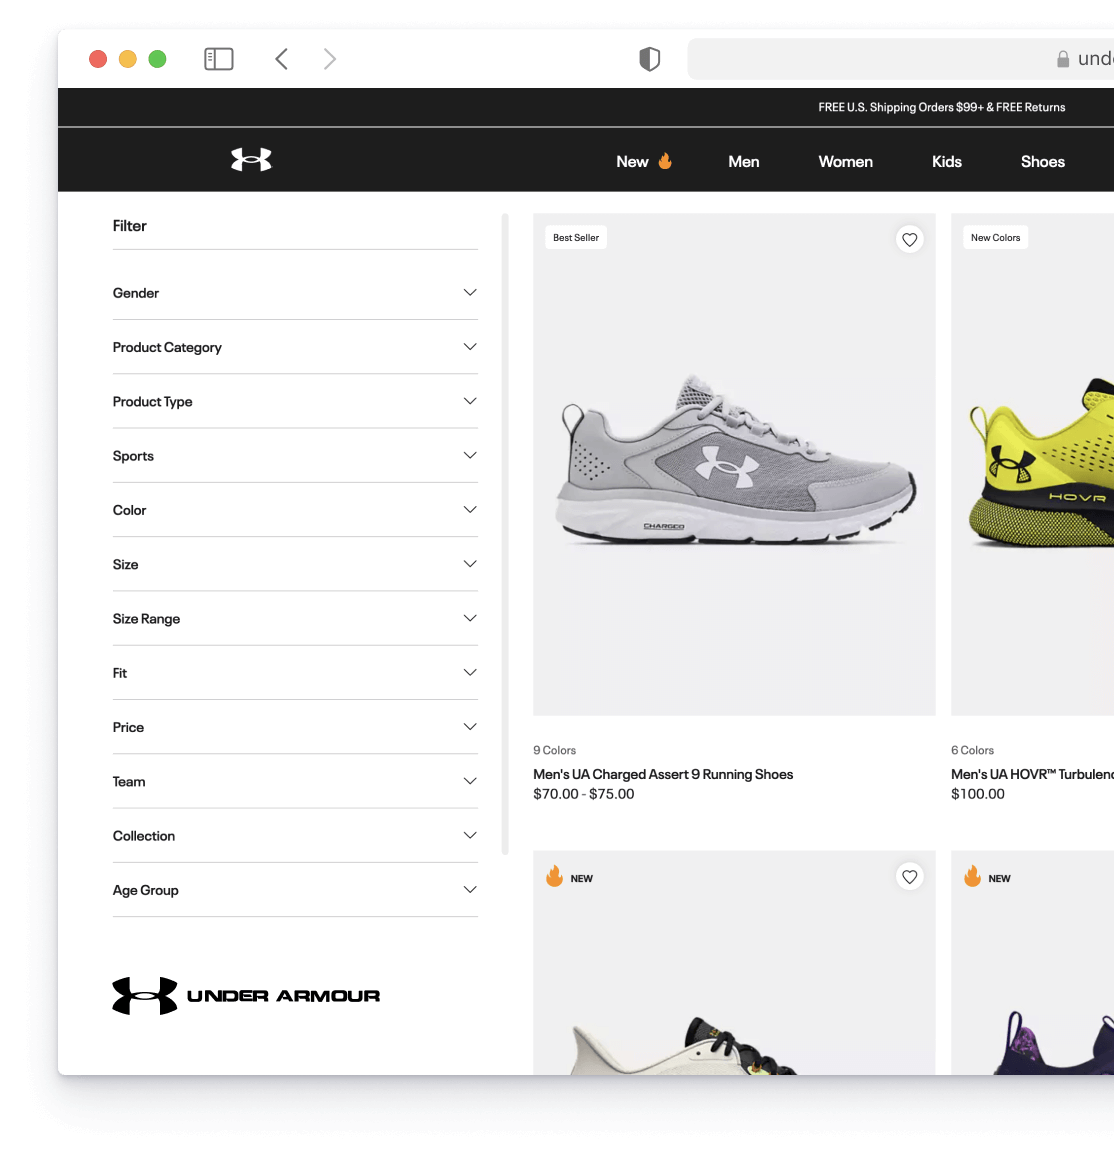 unde
FREE U.S. Shipping Orders $99+ & FREE Returns
New
Men
Women
Kids
Shoes
Filter
Gender
Product Category
Product Type
Sports
Color
Size
Size Range
Fit
Price
Team
Collection
Age Group
UNDER ARMOUR
Best Seller
CHARGED
9 Colors
Men's UA Charged Assert 9 Running Shoes
$70.00 - $75.00
New Colors
HOVR
6 Colors
Men's UA HOVR™ Turbulenc
$100.00
NEW
NEW